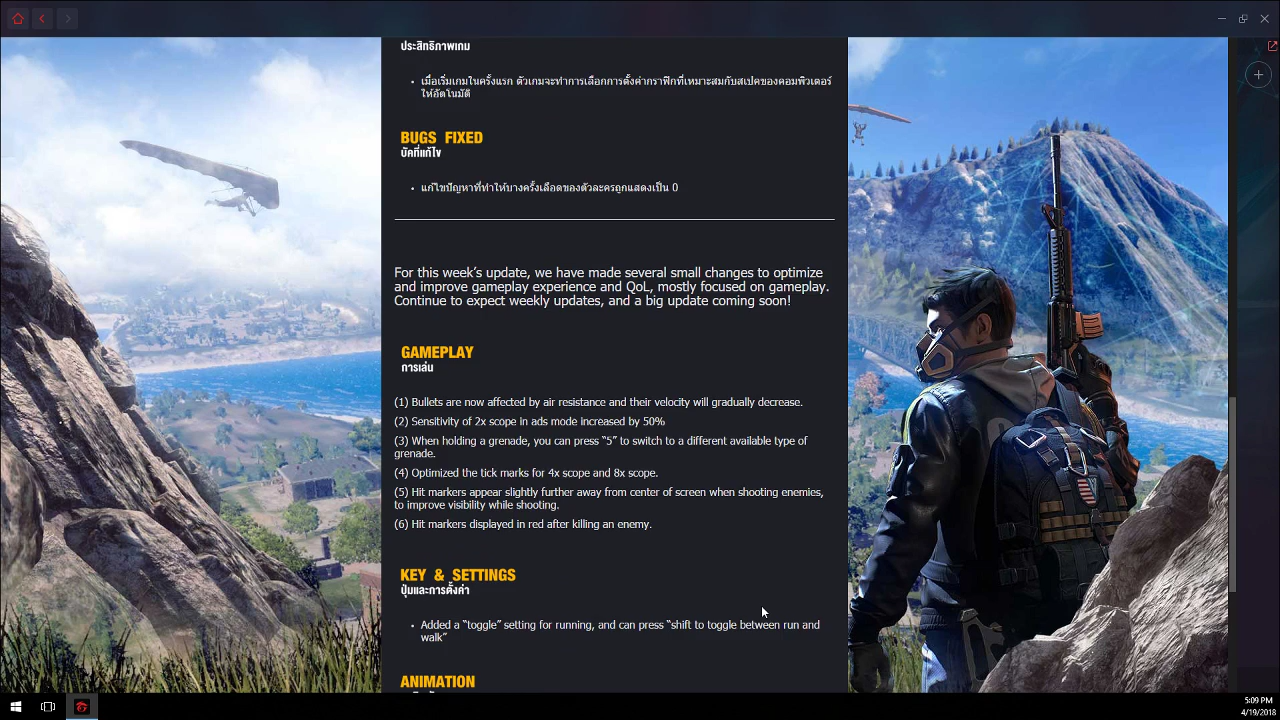 ประสิทธิภาพเกม
• เมื่อเริ่มเกมในครั้งแรก ตัวเกมจะทำการเลือกการตั้งค่ากราฟิกที่เหมาะสมกับสเปคของคอมพิวเตอร์
ให้อัตโนมัติ
BUGS FIXED
บัคที่แก้ไข
• แก้ไขปัญหาที่ทำให้บางครั้งเลือดของตัวละครถูกแสดงเป็น 0
For this week’s update, we have made several small changes to optimize
and improve gameplay experience and QoL, mostly focused on gameplay.
Continue to expect weekly updates, and a big update coming soon!
GAMEPLAY
การเล่น
(1) Bullets are now affected by air resistance and their velocity will gradually decrease.
(2) Sensitivity of 2x scope in ads mode increased by 50%
(3) When holding a grenade, you can press “5” to switch to a different available type of
grenade.
(4) Optimized the tick marks for 4x scope and 8x scope.
(5) Hit markers appear slightly further away from center of screen when shooting enemies,
to improve visibility while shooting.
(6) Hit markers displayed in red after killing an enemy.
KEY & SETTINGS
ปุ่มและการตั้งค่า
• Added a “toggle” setting for running, and can press “shift to toggle between run and
walk”
ANIMATION
5:09 PM
4/19/2018